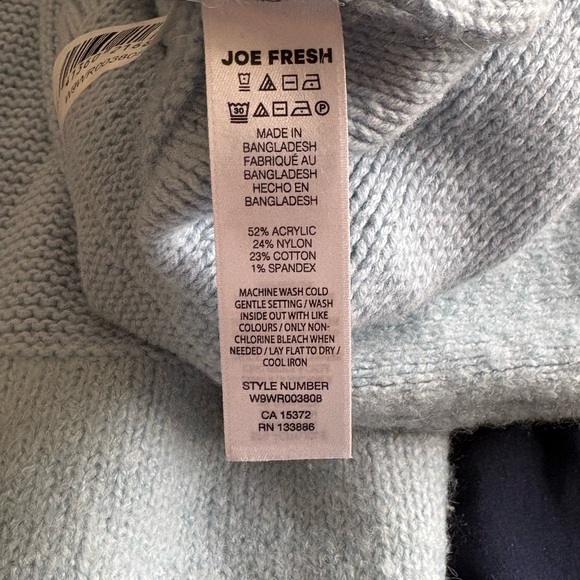 JOE FRESH
30 P
MADE IN
BANGLADESH
FABRIQUÉ AU
BANGLADESH
HECHO EN
BANGLADESH
52% ACRYLIC
24% NYLON
23% COTTON
1% SPANDEX
MACHINE WASH COLD
GENTLE SETTING / WASH
INSIDE OUT WITH LIKE
COLOURS / ONLY NON-
CHLORINE BLEACH WHEN
NEEDED / LAY FLAT TO DRY /
COOL IRON
STYLE NUMBER
W9WR003808
CA 15372
RN 133886